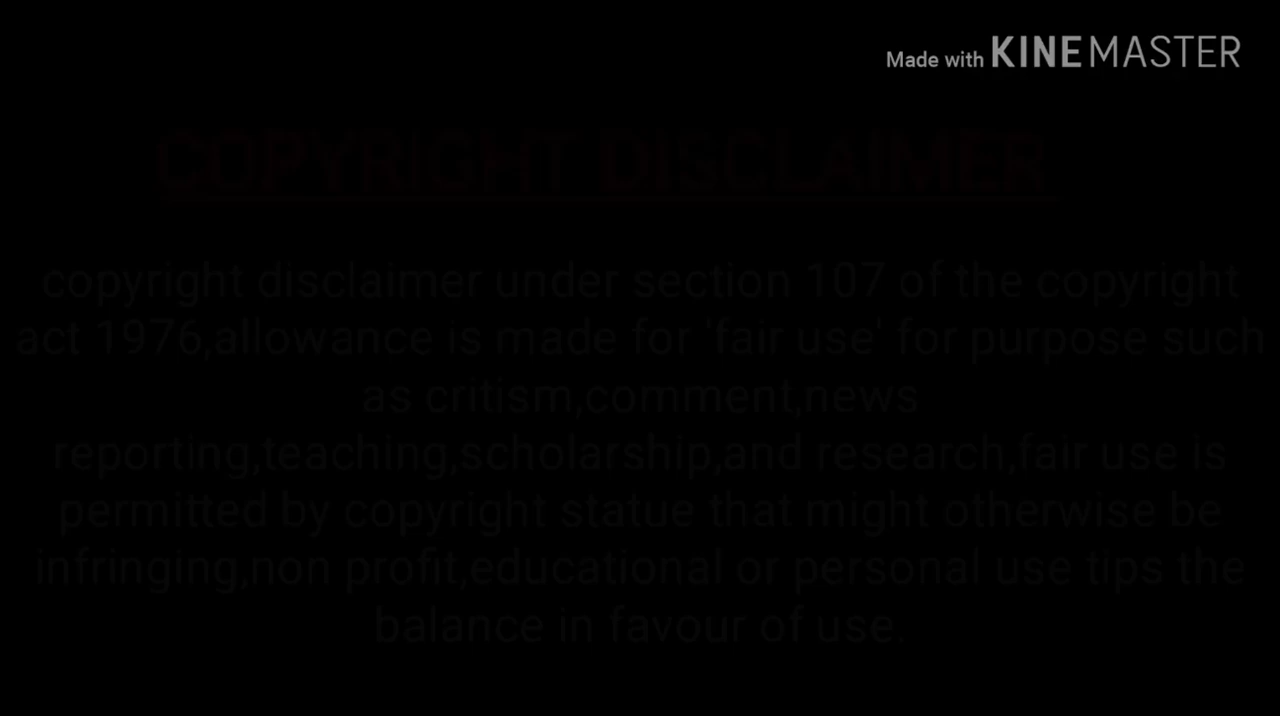 Made with KINEMASTER
COPYRIGHT DISCLAIMER
copyright disclaimer under section 107 of the copyright
act 1976,allowance is made for 'fair use' for purpose such
as critism,comment,news
reporting,teaching,scholarship,and research,fair use is
permitted by copyright statue that might otherwise be
infringing,non profit,educational or personal use tips the
balance in favour of use.